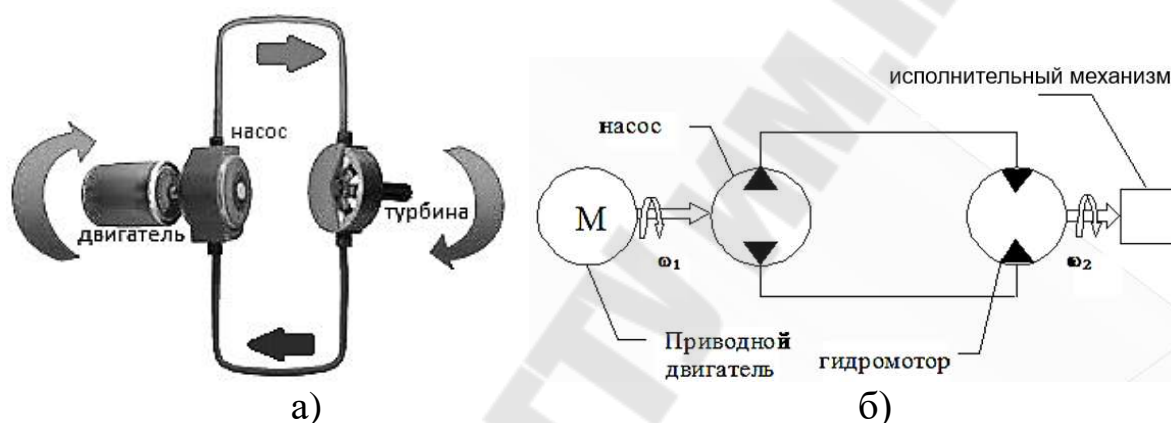 насос
двигатель
турбина
а)
исполнительный механизм
насос
М
ω₁
ω₂
Приводной
двигатель
гидромотор
б)